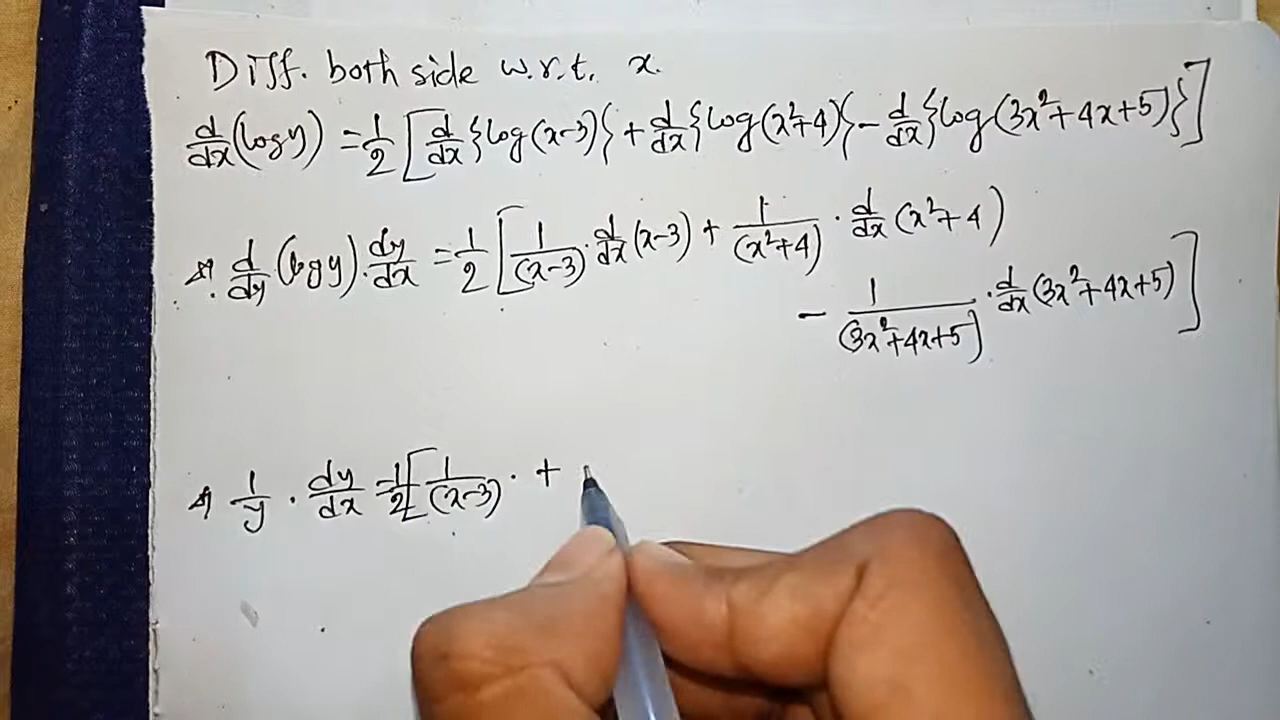 Diff. both side w.r.t. x.
d/dx(log y) = 1/2 [d/dx{log(x-3)} + d/dx{log(x²+4)} - d/dx{log(3x²+4x+5)}]
⇒ d/dy(log y)·dy/dx = 1/2 [1/(x-3)·d/dx(x-3) + 1/(x²+4)·d/dx(x²+4)
- 1/(3x²+4x+5)·d/dx(3x²+4x+5)]
⇒ 1/y · dy/dx = 1/2 [1/(x-3)· +